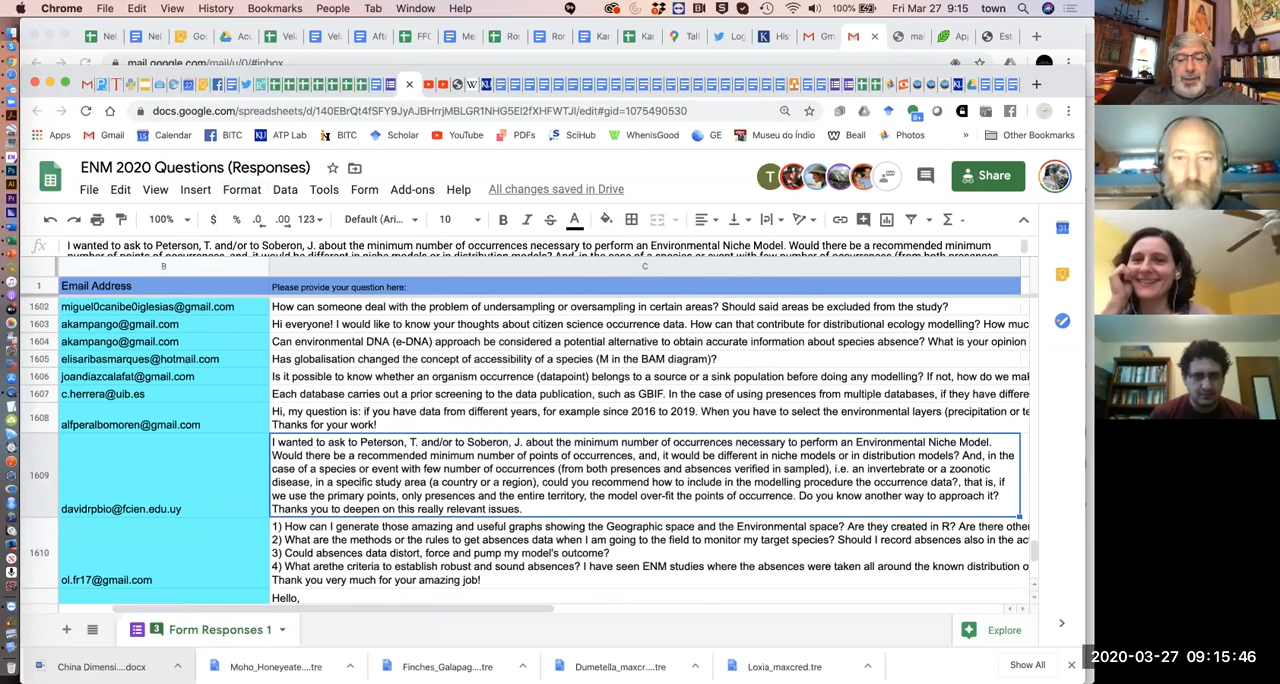 Chrome File Edit View History Bookmarks People Tab Window Help 100% Fri Mar 27 9:15 town
mail.google.com/mail/u/0/#inbox
docs.google.com/spreadsheets/d/140EBrQt4fSFY9JyAJBHrrjMBLGR1NHG5El2fXHFWTJI/edit#gid=1075490530
Apps Gmail Calendar BITC ATP Lab BITC Scholar YouTube PDFs SciHub WhenIsGood GE Museu do Índio Beall Photos » Other Bookmarks
ENM 2020 Questions (Responses)
File Edit View Insert Format Data Tools Form Add-ons Help All changes saved in Drive
T
Share
100% $ % .0 .00 123 Default (Ari... 10 B I S A
fx I wanted to ask to Peterson, T. and/or to Soberon, J. about the minimum number of occurrences necessary to perform an Environmental Niche Model. Would there be a recommended minimum
B C
1 Email Address Please provide your question here:
1602 miguel0canibe0iglesias@gmail.com How can someone deal with the problem of undersampling or oversampling in certain areas? Should said areas be excluded from the study?
1603 akampango@gmail.com Hi everyone! I would like to know your thoughts about citizen science occurrence data. How can that contribute for distributional ecology modelling? How muc
1604 akampango@gmail.com Can environmental DNA (e-DNA) approach be considered a potential alternative to obtain accurate information about species absence? What is your opinion
1605 elisaribasmarques@hotmail.com Has globalisation changed the concept of accessibility of a species (M in the BAM diagram)?
1606 joandiazcalafat@gmail.com Is it possible to know whether an organism occurrence (datapoint) belongs to a source or a sink population before doing any modelling? If not, how do we mak
1607 c.herrera@uib.es Each database carries out a prior screening to the data publication, such as GBIF. In the case of using presences from multiple databases, if they have differe
Hi, my question is: if you have data from different years, for example since 2016 to 2019. When you have to select the environmental layers (precipitation or te
1608 alfperalbomoren@gmail.com Thanks for your work!
I wanted to ask to Peterson, T. and/or to Soberon, J. about the minimum number of occurrences necessary to perform an Environmental Niche Model.
Would there be a recommended minimum number of points of occurrences, and, it would be different in niche models or in distribution models? And, in the
case of a species or event with few number of occurrences (from both presences and absences verified in sampled), i.e. an invertebrate or a zoonotic
1609 disease, in a specific study area (a country or a region), could you recommend how to include in the modelling procedure the occurrence data?, that is, if
we use the primary points, only presences and the entire territory, the model over-fit the points of occurrence. Do you know another way to approach it?
davidrpbio@fcien.edu.uy Thanks you to deepen on this really relevant issues.
1) How can I generate those amazing and useful graphs showing the Geographic space and the Environmental space? Are they created in R? Are there other
2) What are the methods or the rules to get absences data when I am going to the field to monitor my target species? Should I record absences also in the ac
1610 3) Could absences data distort, force and pump my model's outcome?
4) What arethe criteria to establish robust and sound absences? I have seen ENM studies where the absences were taken all around the known distribution o
ol.fr17@gmail.com Thank you very much for your amazing job!
Hello,
3 Form Responses 1 Explore
China Dimensi....docx Moho_Honeyeate....tre Finches_Galapag....tre Dumetella_maxcr....tre Loxia_maxcred.tre Show All
2020-03-27 09:15:46